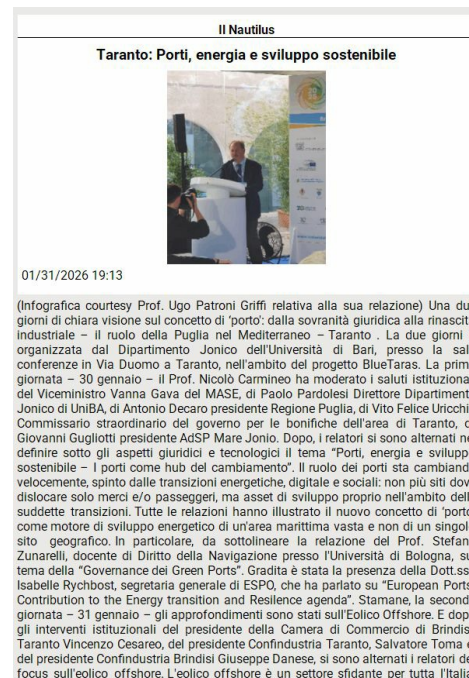 Il Nautilus
Taranto: Porti, energia e sviluppo sostenibile
01/31/2026 19:13
(Infografica courtesy Prof. Ugo Patroni Griffi relativa alla sua relazione) Una du
giorni di chiara visione sul concetto di 'porto': dalla sovranità giuridica alla rinascit
industriale – il ruolo della Puglia nel Mediterraneo – Taranto . La due giorni
organizzata dal Dipartimento Jonico dell'Università di Bari, presso la sal
conferenze in Via Duomo a Taranto, nell'ambito del progetto BlueTaras. La prim
giornata – 30 gennaio – il Prof. Nicolò Carmineo ha moderato i saluti istituziona
del Viceministro Vanna Gava del MASE, di Paolo Pardolesi Direttore Dipartiment
Jonico di UniBA, di Antonio Decaro presidente Regione Puglia, di Vito Felice Uricchi
Commissario straordinario del governo per le bonifiche dell'area di Taranto, d
Giovanni Gugliotti presidente AdSP Mare Jonio. Dopo, i relatori si sono alternati ne
definire sotto gli aspetti giuridici e tecnologici il tema "Porti, energia e svilupp
sostenibile – I porti come hub del cambiamento". Il ruolo dei porti sta cambiand
velocemente, spinto dalle transizioni energetiche, digitale e sociali: non più siti dov
dislocare solo merci e/o passeggeri, ma asset di sviluppo proprio nell'ambito dell
suddette transizioni. Tutte le relazioni hanno illustrato il nuovo concetto di 'porto
come motore di sviluppo energetico di un'area marittima vasta e non di un singol
sito geografico. In particolare, da sottolineare la relazione del Prof. Stefan
Zunarelli, docente di Diritto della Navigazione presso l'Università di Bologna, su
tema della "Governance dei Green Ports". Gradita è stata la presenza della Dott.ss
Isabelle Rychbost, segretaria generale di ESPO, che ha parlato su "European Ports
Contribution to the Energy transition and Resilence agenda". Stamane, la second
giornata – 31 gennaio – gli approfondimenti sono stati sull'Eolico Offshore. E dop
gli interventi istituzionali del presidente della Camera di Commercio di Brindis
Taranto Vincenzo Cesareo, del presidente Confindustria Taranto, Salvatore Toma e
del presidente Confindustria Brindisi Giuseppe Danese, si sono alternati i relatori de
focus sull'eolico offshore. L'eolico offshore è un settore sfidante per tutta l'Itali